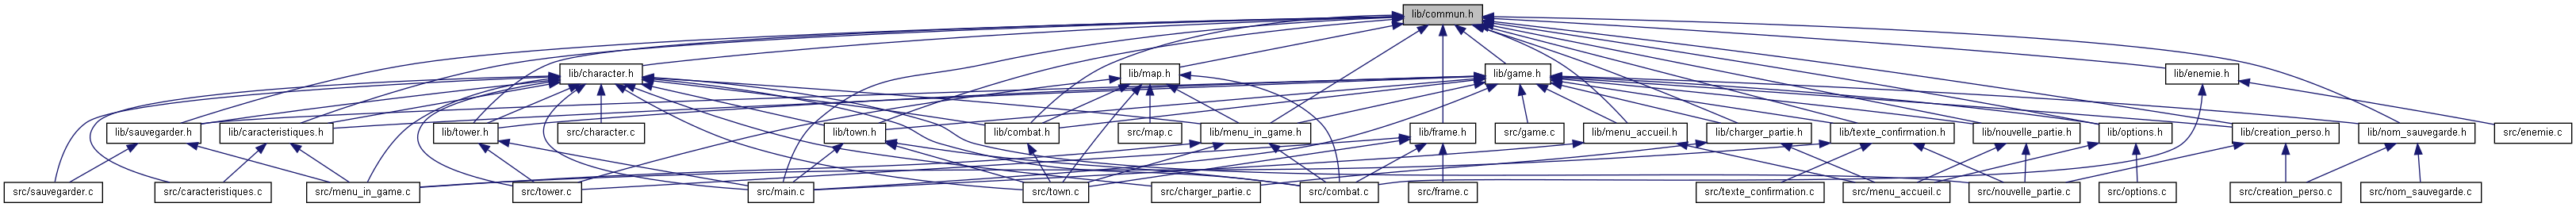 lib/commun.h
lib/character.h
lib/map.h
lib/game.h
lib/enemie.h
lib/sauvegarder.h
lib/caracteristiques.h
lib/tower.h
src/character.c
lib/town.h
lib/combat.h
src/map.c
lib/menu_in_game.h
lib/frame.h
src/game.c
lib/menu_accueil.h
lib/charger_partie.h
lib/texte_confirmation.h
lib/nouvelle_partie.h
lib/options.h
lib/creation_perso.h
lib/nom_sauvegarde.h
src/enemie.c
src/sauvegarder.c
src/caracteristiques.c
src/menu_in_game.c
src/tower.c
src/main.c
src/town.c
src/charger_partie.c
src/combat.c
src/frame.c
src/texte_confirmation.c
src/menu_accueil.c
src/nouvelle_partie.c
src/options.c
src/creation_perso.c
src/nom_sauvegarde.c